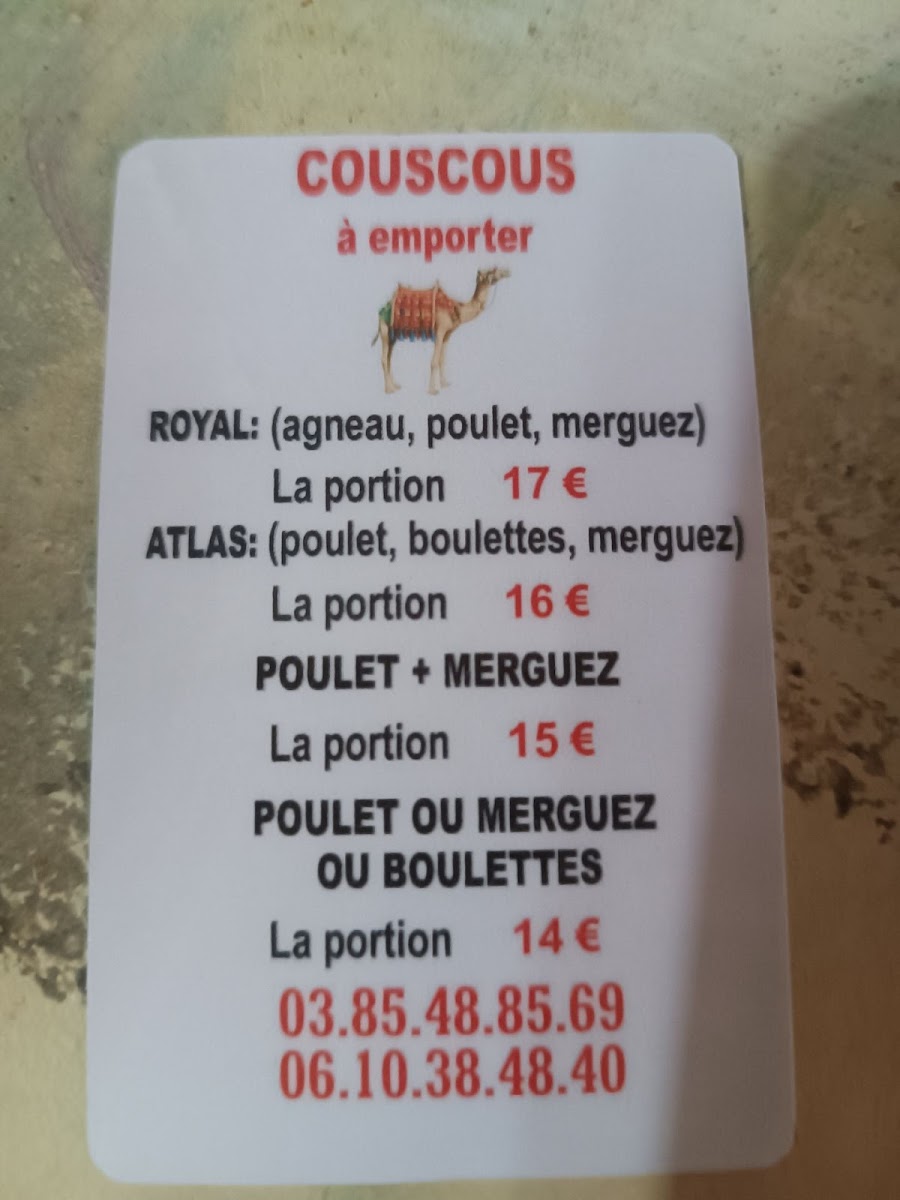 COUSCOUS
à emporter
ROYAL: (agneau, poulet, merguez)
La portion 17 €
ATLAS: (poulet, boulettes, merguez)
La portion 16 €
POULET + MERGUEZ
La portion 15 €
POULET OU MERGUEZ
OU BOULETTES
La portion 14 €
03.85.48.85.69
06.10.38.48.40